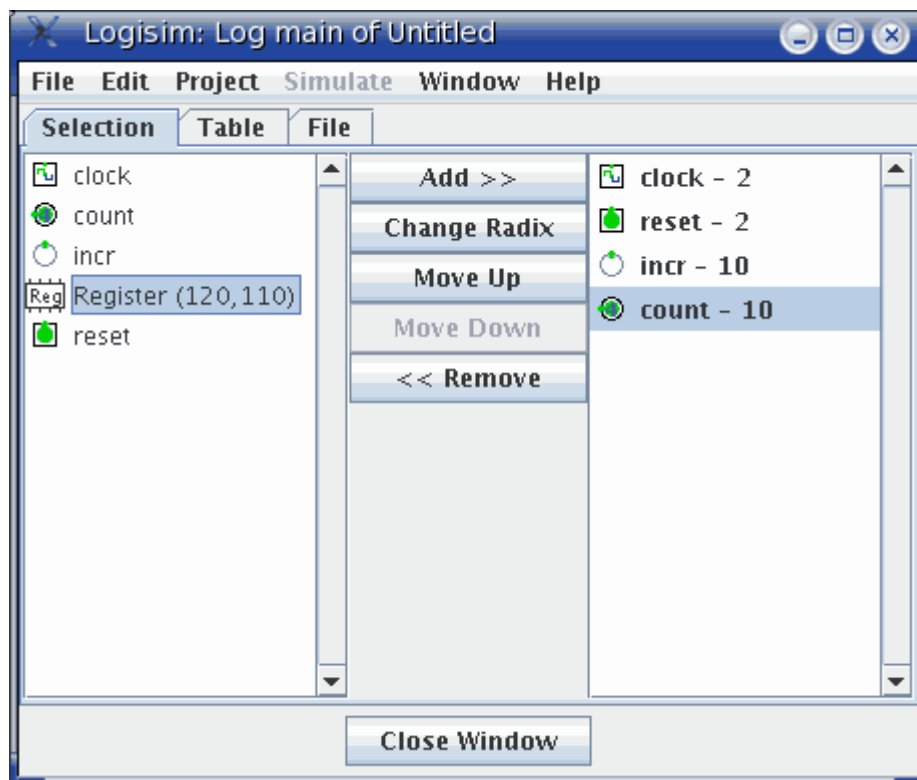 Logisim: Log main of Untitled
File Edit Project Simulate Window Help
Selection Table File
clock
count
incr
Reg Register (120,110)
reset
Add >>
Change Radix
Move Up
Move Down
<< Remove
clock - 2
reset - 2
incr - 10
count - 10
Close Window